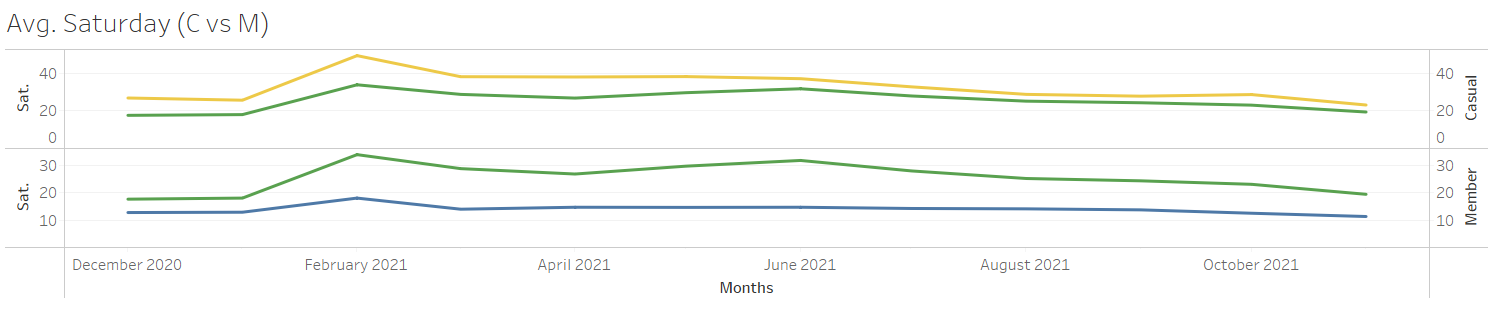 Avg. Saturday (C vs M)
Sat.
40
20
0
40
20
0
Casual
Sat.
30
20
10
30
20
10
Member
December 2020 February 2021 April 2021 June 2021 August 2021 October 2021
Months